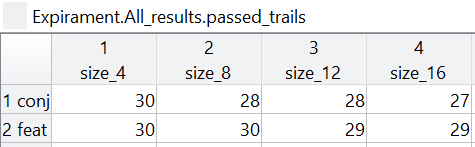 Expirament.All_results.passed_trails
1 2 3 4
size_4 size_8 size_12 size_16
1 conj 30 28 28 27
2 feat 30 30 29 29